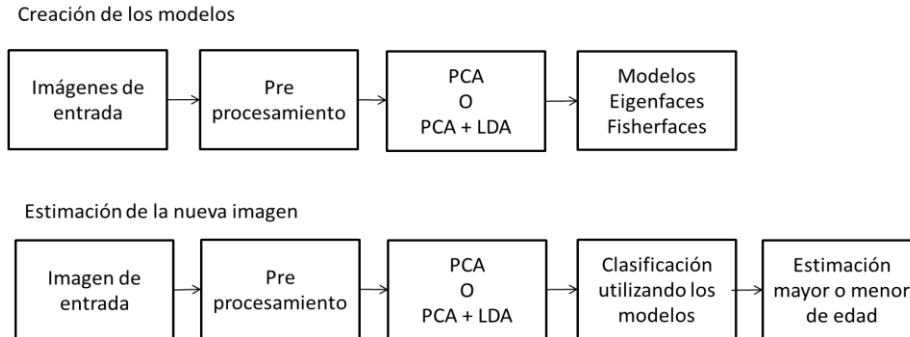 Creación de los modelos
Imágenes de
entrada
Pre
procesamiento
PCA
O
PCA + LDA
Modelos
Eigenfaces
Fisherfaces
Estimación de la nueva imagen
Imagen de
entrada
Pre
procesamiento
PCA
O
PCA + LDA
Clasificación
utilizando los
modelos
Estimación
mayor o menor
de edad